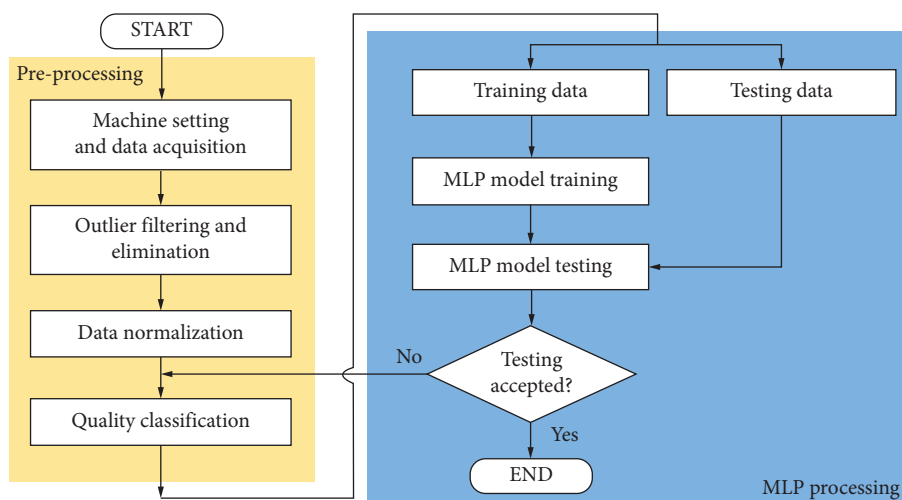 START
Pre-processing
Machine setting
and data acquisition
Outlier filtering and
elimination
Data normalization
Quality classification
Training data
Testing data
MLP model training
MLP model testing
Testing
accepted?
No
Yes
END
MLP processing